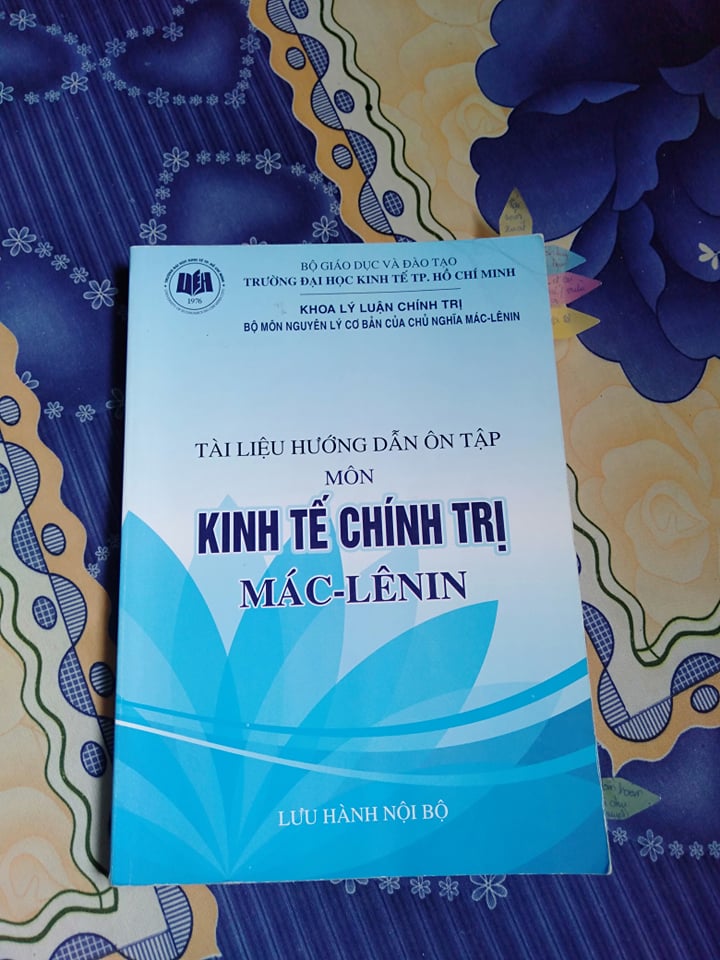 BỘ GIÁO DỤC VÀ ĐÀO TẠO
TRƯỜNG ĐẠI HỌC KINH TẾ TP. HỒ CHÍ MINH
KHOA LÝ LUẬN CHÍNH TRỊ
BỘ MÔN NGUYÊN LÝ CƠ BẢN CỦA CHỦ NGHĨA MÁC-LÊNIN
UEH
1976
TÀI LIỆU HƯỚNG DẪN ÔN TẬP
MÔN
KINH TẾ CHÍNH TRỊ
MÁC-LÊNIN
LƯU HÀNH NỘI BỘ